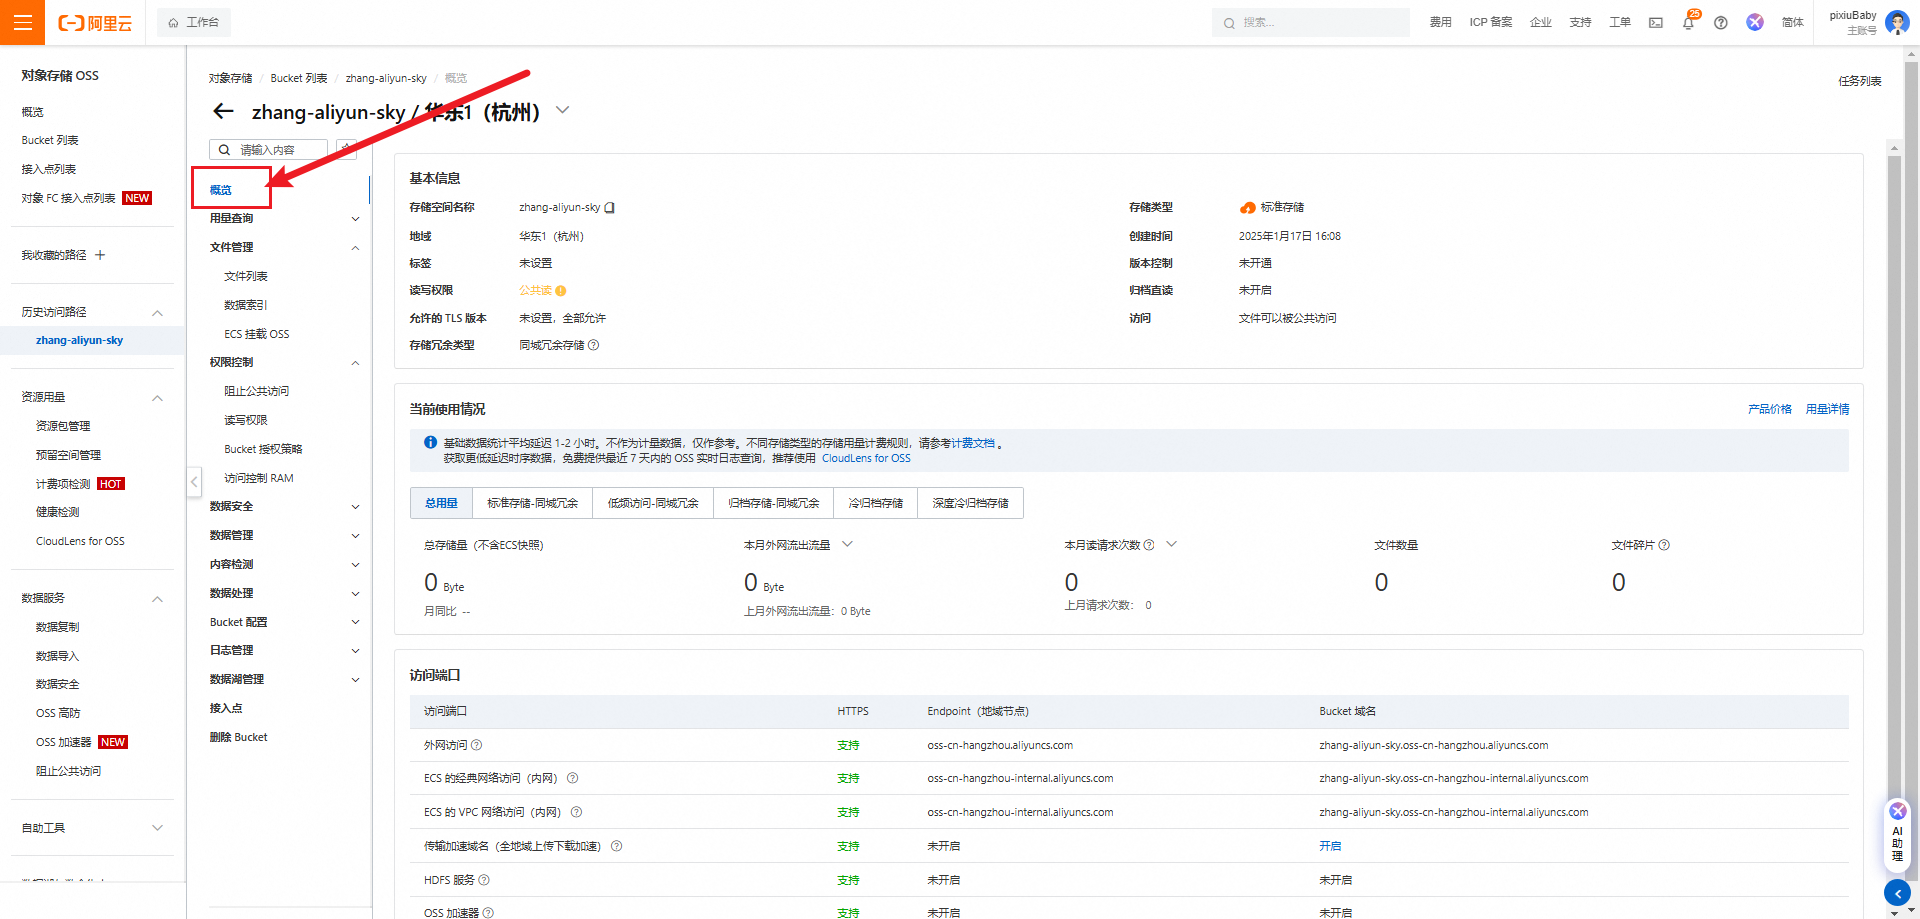 阿里云
工作台
搜索...
费用
ICP 备案
企业
支持
工单
25
简体
pixiuBaby
主账号
对象存储 OSS
概览
Bucket 列表
接入点列表
对象 FC 接入点列表 NEW
我收藏的路径
历史访问路径
zhang-aliyun-sky
资源用量
资源包管理
预留空间管理
计费项检测 HOT
健康检测
CloudLens for OSS
数据服务
数据复制
数据导入
数据安全
OSS 高防
OSS 加速器 NEW
阻止公共访问
自助工具
对象存储 / Bucket 列表 / zhang-aliyun-sky / 概览
任务列表
zhang-aliyun-sky / 华东1（杭州）
请输入内容
概览
用量查询
文件管理
文件列表
数据索引
ECS 挂载 OSS
权限控制
阻止公共访问
读写权限
Bucket 授权策略
访问控制 RAM
数据安全
数据管理
内容检测
数据处理
Bucket 配置
日志管理
数据湖管理
接入点
删除 Bucket
基本信息
存储空间名称 zhang-aliyun-sky 存储类型 标准存储
地域 华东1（杭州） 创建时间 2025年1月17日 16:08
标签 未设置 版本控制 未开通
读写权限 公共读 归档直读 未开启
允许的 TLS 版本 未设置，全部允许 访问 文件可以被公共访问
存储冗余类型 同城冗余存储
当前使用情况 产品价格 用量详情
基础数据统计平均延迟 1-2 小时。不作为计量数据，仅作参考。不同存储类型的存储用量计费规则，请参考计费文档 。
获取更低延迟时序数据，免费提供最近 7 天内的 OSS 实时日志查询，推荐使用 CloudLens for OSS
总用量 标准存储-同城冗余 低频访问-同城冗余 归档存储-同城冗余 冷归档存储 深度冷归档存储
总存储量（不含ECS快照） 本月外网流出流量 本月读请求次数 文件数量 文件碎片
0 Byte 0 Byte 0 0 0
月同比 -- 上月外网流出流量： 0 Byte 上月请求次数： 0
访问端口
访问端口 HTTPS Endpoint（地域节点） Bucket 域名
外网访问 支持 oss-cn-hangzhou.aliyuncs.com zhang-aliyun-sky.oss-cn-hangzhou.aliyuncs.com
ECS 的经典网络访问（内网） 支持 oss-cn-hangzhou-internal.aliyuncs.com zhang-aliyun-sky.oss-cn-hangzhou-internal.aliyuncs.com
ECS 的 VPC 网络访问（内网） 支持 oss-cn-hangzhou-internal.aliyuncs.com zhang-aliyun-sky.oss-cn-hangzhou-internal.aliyuncs.com
传输加速域名（全地域上传下载加速） 支持 未开启 开启
HDFS 服务 支持 未开启 未开启
OSS 加速器 支持 未开启 未开启
AI
助
理